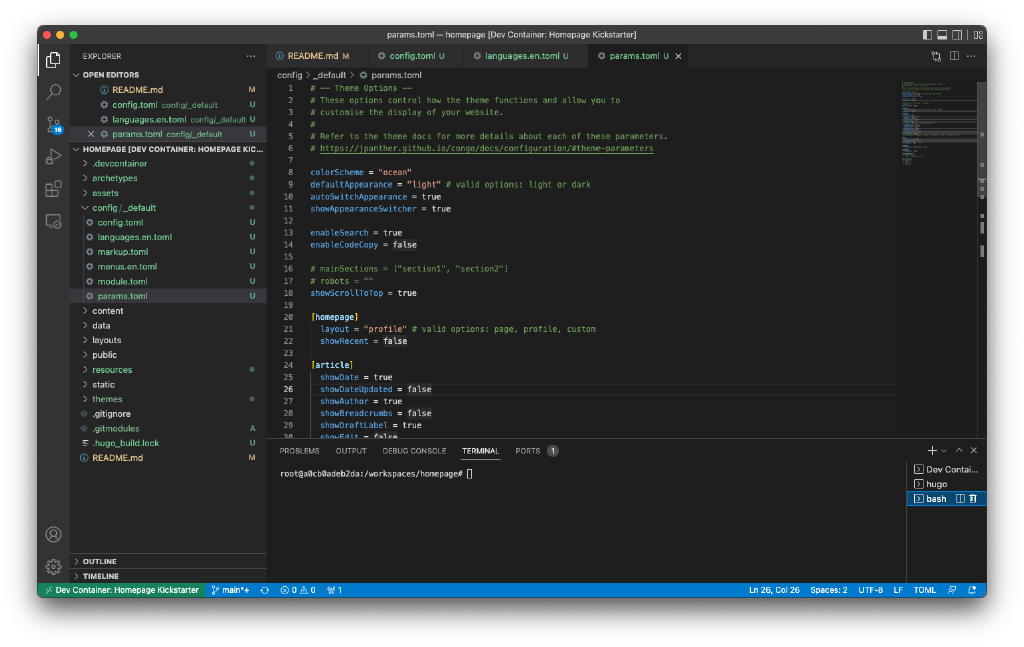 params.toml — homepage [Dev Container: Homepage Kickstarter]
EXPLORER
OPEN EDITORS
README.md M
config.toml config/_default U
languages.en.toml config/_default U
params.toml config/_default U
HOMEPAGE [DEV CONTAINER: HOMEPAGE KIC...
.devcontainer
archetypes
assets
config/_default
config.toml U
languages.en.toml U
markup.toml U
menus.en.toml U
module.toml U
params.toml U
content
data
layouts
public
resources
static
themes
.gitignore
.gitmodules A
.hugo_build.lock U
README.md M
OUTLINE
TIMELINE
16
README.md M
config.toml U
languages.en.toml U
params.toml U
config > _default > params.toml
1 # –– Theme Options ––
2 # These options control how the theme functions and allow you to
3 # customise the display of your website.
4 #
5 # Refer to the theme docs for more details about each of these parameters.
6 # https://jpanther.github.io/congo/docs/configuration/#theme-parameters
7
8 colorScheme = "ocean"
9 defaultAppearance = "light" # valid options: light or dark
10 autoSwitchAppearance = true
11 showAppearanceSwitcher = true
12
13 enableSearch = true
14 enableCodeCopy = false
15
16 # mainSections = ["section1", "section2"]
17 # robots = ""
18 showScrollToTop = true
19
20 [homepage]
21 layout = "profile" # valid options: page, profile, custom
22 showRecent = false
23
24 [article]
25 showDate = true
26 showDateUpdated = false
27 showAuthor = true
28 showBreadcrumbs = false
29 showDraftLabel = true
30 showEdit = false
PROBLEMS OUTPUT DEBUG CONSOLE TERMINAL PORTS 1
root@a0cb0adeb2da:/workspaces/homepage#
Dev Contai...
hugo
bash
Dev Container: Homepage Kickstarter main*+ 0 0 1 Ln 26, Col 26 Spaces: 2 UTF-8 LF TOML